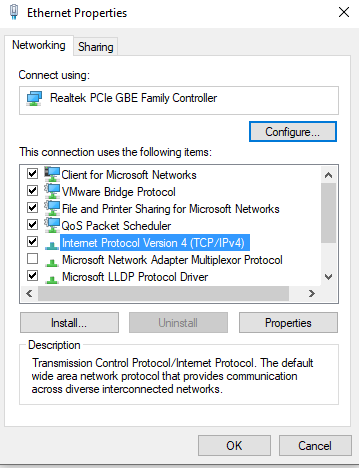 Ethernet Properties
Networking
Sharing
Connect using:
Realtek PCIe GBE Family Controller
Configure...
This connection uses the following items:
Client for Microsoft Networks
VMware Bridge Protocol
File and Printer Sharing for Microsoft Networks
QoS Packet Scheduler
Internet Protocol Version 4 (TCP/IPv4)
Microsoft Network Adapter Multiplexor Protocol
Microsoft LLDP Protocol Driver
Install...
Uninstall
Properties
Description
Transmission Control Protocol/Internet Protocol. The default
wide area network protocol that provides communication
across diverse interconnected networks.
OK
Cancel